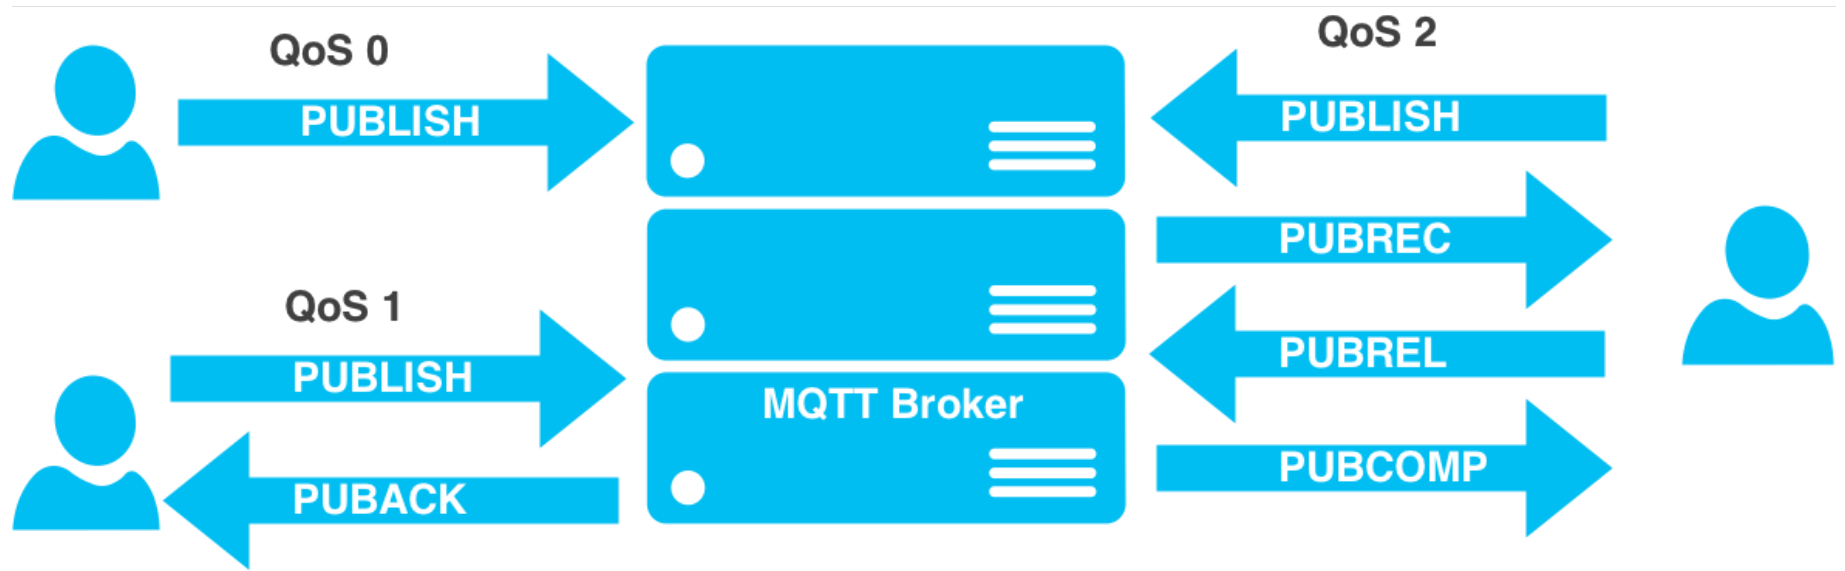 QoS 0
PUBLISH
QoS 1
PUBLISH
PUBACK
MQTT Broker
QoS 2
PUBLISH
PUBREC
PUBREL
PUBCOMP